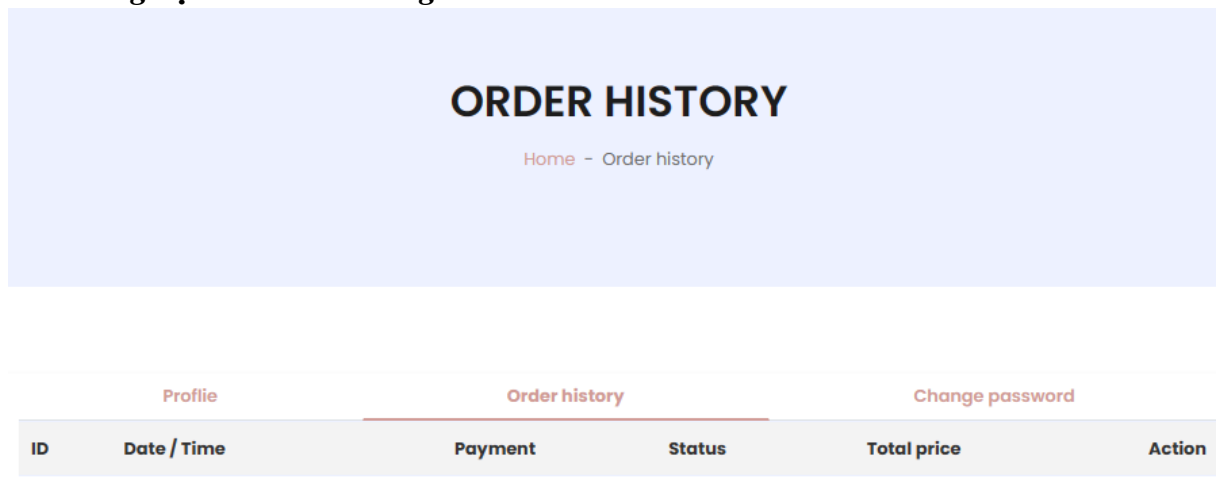 ORDER HISTORY
Home - Order history
Proflie Order history Change password
ID Date / Time Payment Status Total price Action